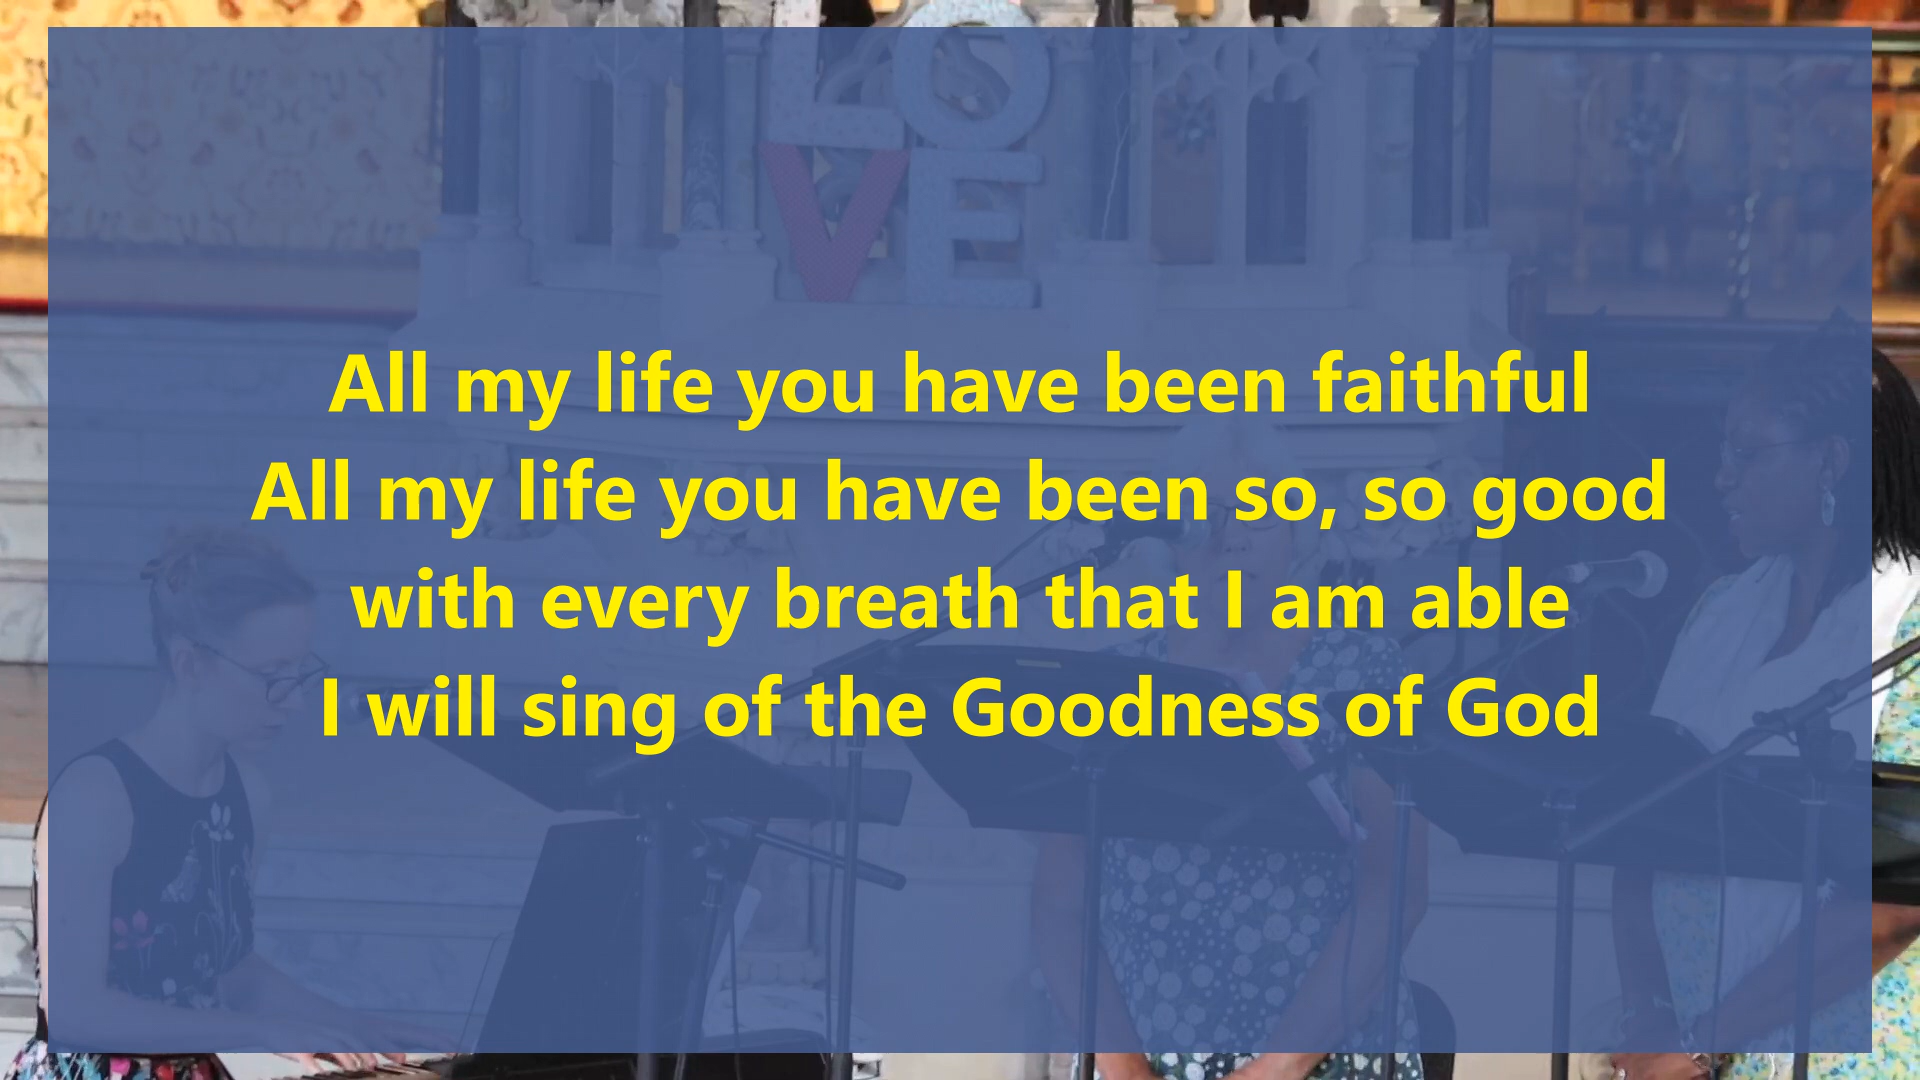 LOVE
All my life you have been faithful
All my life you have been so, so good
with every breath that I am able
I will sing of the Goodness of God